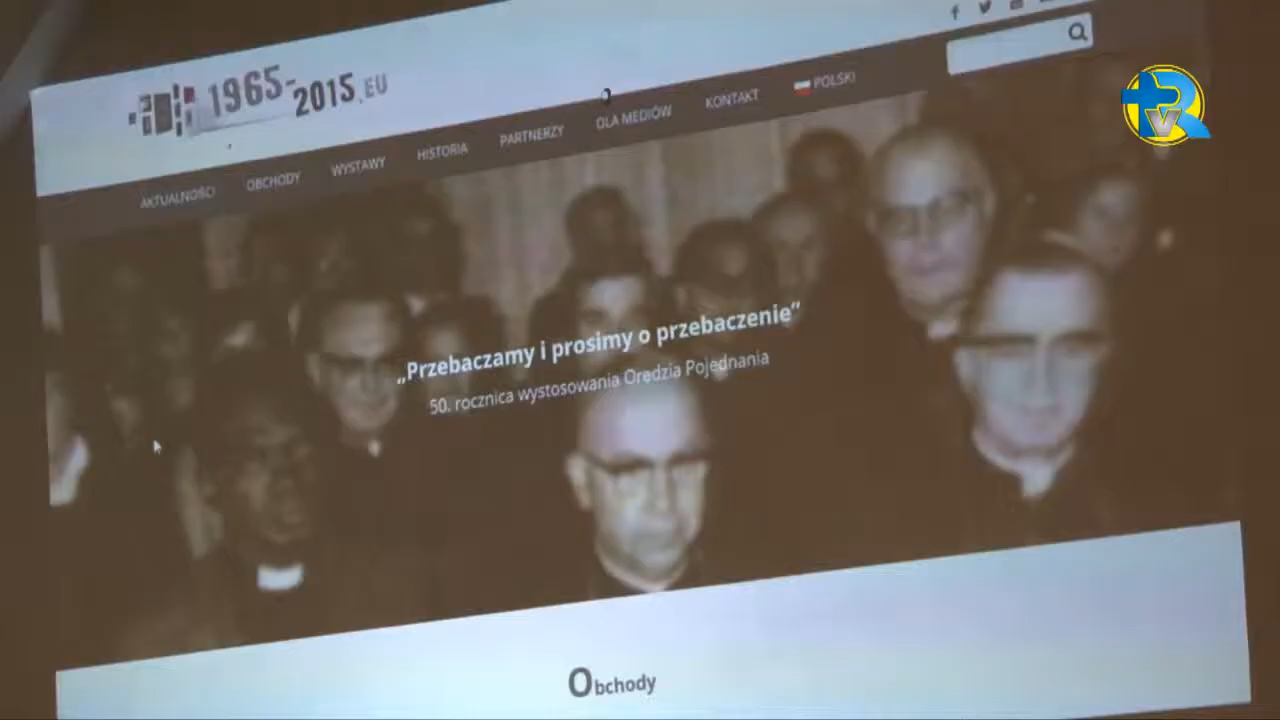 1965-2015.EU
AKTUALNOŚCI OBCHODY WYSTAWY HISTORIA PARTNERZY DLA MEDIÓW KONTAKT POLSKI
„Przebaczamy i prosimy o przebaczenie”
50. rocznica wystosowania Orędzia Pojednania
Obchody
TVR